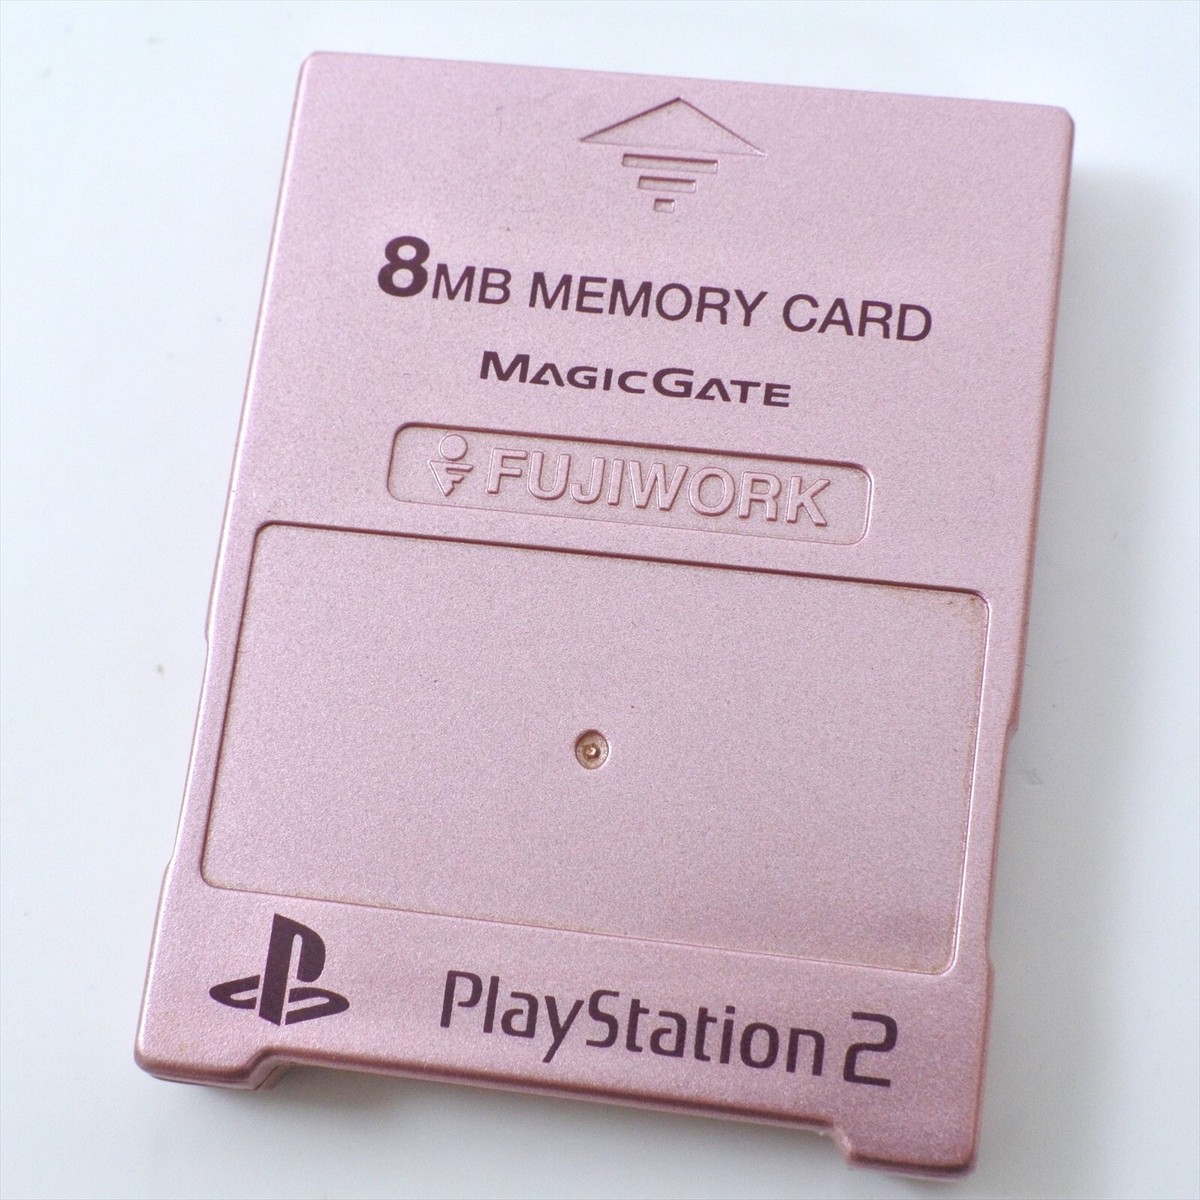 8MB MEMORY CARD
MAGICGATE
FUJIWORK
PlayStation 2